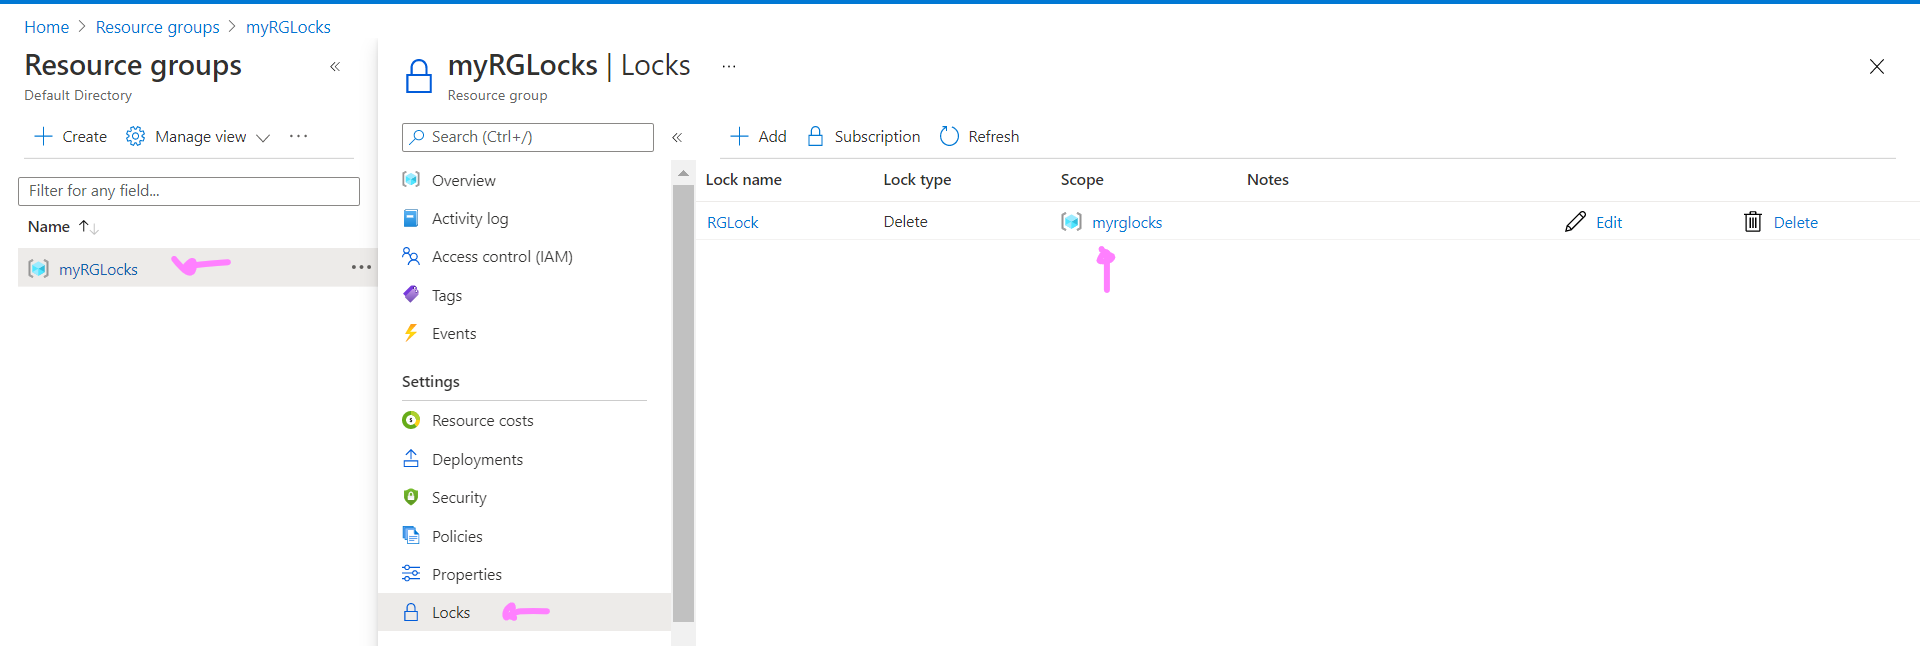 Home > Resource groups > myRGLocks
Resource groups «
Default Directory
+ Create Manage view ...
Filter for any field...
Name ↑↓
myRGLocks ...
myRGLocks | Locks ...
Resource group
Search (Ctrl+/) «
Overview
Activity log
Access control (IAM)
Tags
Events
Settings
Resource costs
Deployments
Security
Policies
Properties
Locks
+ Add Subscription Refresh
Lock name Lock type Scope Notes
RGLock Delete myrglocks Edit Delete